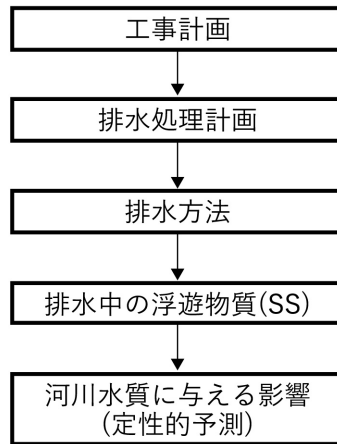 工事計画
排水処理計画
排水方法
排水中の浮遊物質(SS)
河川水質に与える影響
(定性的予測)